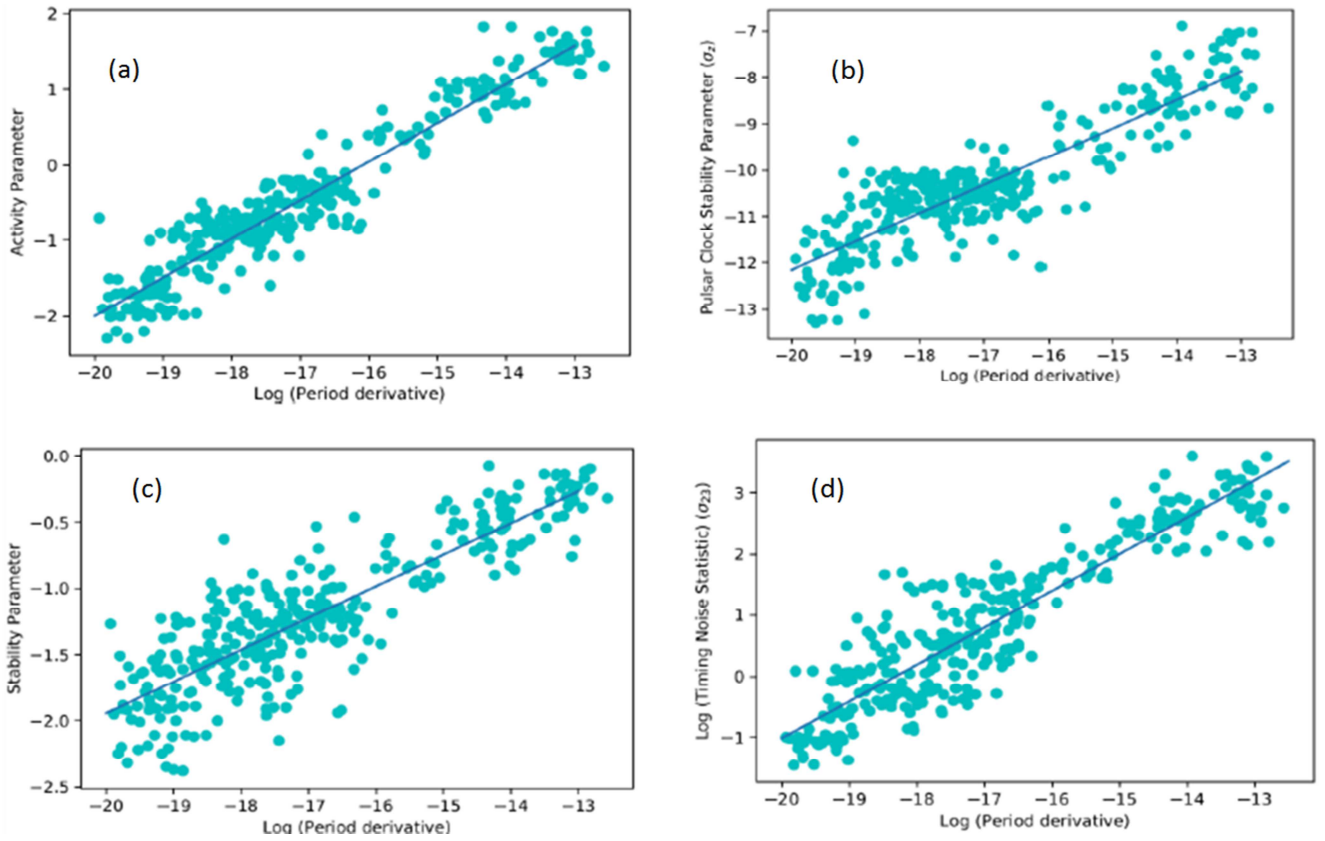 (a)
Activity Parameter
2
1
0
−1
−2
−20 −19 −18 −17 −16 −15 −14 −13
Log (Period derivative)
(b)
Pulsar Clock Stability Parameter (σ₂)
−7
−8
−9
−10
−11
−12
−13
−20 −19 −18 −17 −16 −15 −14 −13
Log (Period derivative)
(c)
Stability Parameter
0.0
−0.5
−1.0
−1.5
−2.0
−2.5
−20 −19 −18 −17 −16 −15 −14 −13
Log (Period derivative)
(d)
Log (Timing Noise Statistic) (σ₂₃)
3
2
1
0
−1
−20 −19 −18 −17 −16 −15 −14 −13
Log (Period derivative)